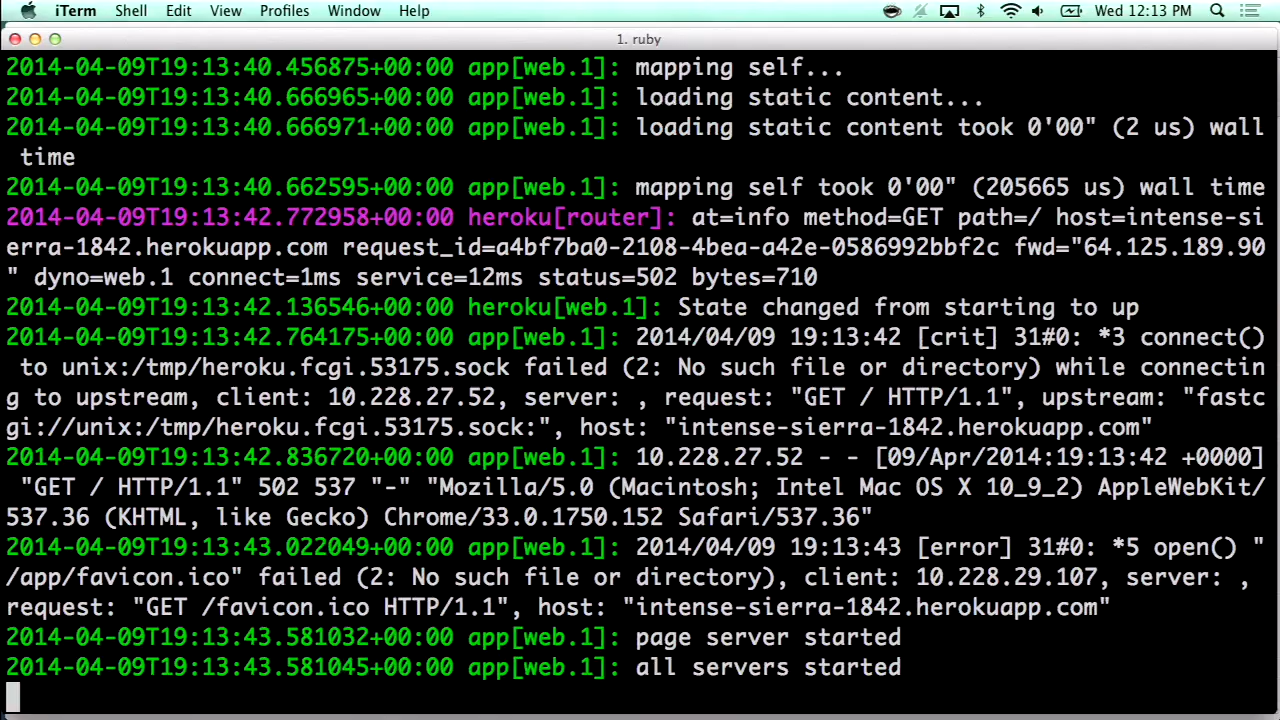 iTerm Shell Edit View Profiles Window Help Wed 12:13 PM
1. ruby
2014-04-09T19:13:40.456875+00:00 app[web.1]: mapping self...
2014-04-09T19:13:40.666965+00:00 app[web.1]: loading static content...
2014-04-09T19:13:40.666971+00:00 app[web.1]: loading static content took 0'00" (2 us) wall
time
2014-04-09T19:13:40.662595+00:00 app[web.1]: mapping self took 0'00" (205665 us) wall time
2014-04-09T19:13:42.772958+00:00 heroku[router]: at=info method=GET path=/ host=intense-si
erra-1842.herokuapp.com request_id=a4bf7ba0-2108-4bea-a42e-0586992bbf2c fwd="64.125.189.90
" dyno=web.1 connect=1ms service=12ms status=502 bytes=710
2014-04-09T19:13:42.136546+00:00 heroku[web.1]: State changed from starting to up
2014-04-09T19:13:42.764175+00:00 app[web.1]: 2014/04/09 19:13:42 [crit] 31#0: *3 connect()
to unix:/tmp/heroku.fcgi.53175.sock failed (2: No such file or directory) while connectin
g to upstream, client: 10.228.27.52, server: , request: "GET / HTTP/1.1", upstream: "fastc
gi://unix:/tmp/heroku.fcgi.53175.sock:", host: "intense-sierra-1842.herokuapp.com"
2014-04-09T19:13:42.836720+00:00 app[web.1]: 10.228.27.52 - - [09/Apr/2014:19:13:42 +0000]
"GET / HTTP/1.1" 502 537 "-" "Mozilla/5.0 (Macintosh; Intel Mac OS X 10_9_2) AppleWebKit/
537.36 (KHTML, like Gecko) Chrome/33.0.1750.152 Safari/537.36"
2014-04-09T19:13:43.022049+00:00 app[web.1]: 2014/04/09 19:13:43 [error] 31#0: *5 open() "
/app/favicon.ico" failed (2: No such file or directory), client: 10.228.29.107, server: ,
request: "GET /favicon.ico HTTP/1.1", host: "intense-sierra-1842.herokuapp.com"
2014-04-09T19:13:43.581032+00:00 app[web.1]: page server started
2014-04-09T19:13:43.581045+00:00 app[web.1]: all servers started